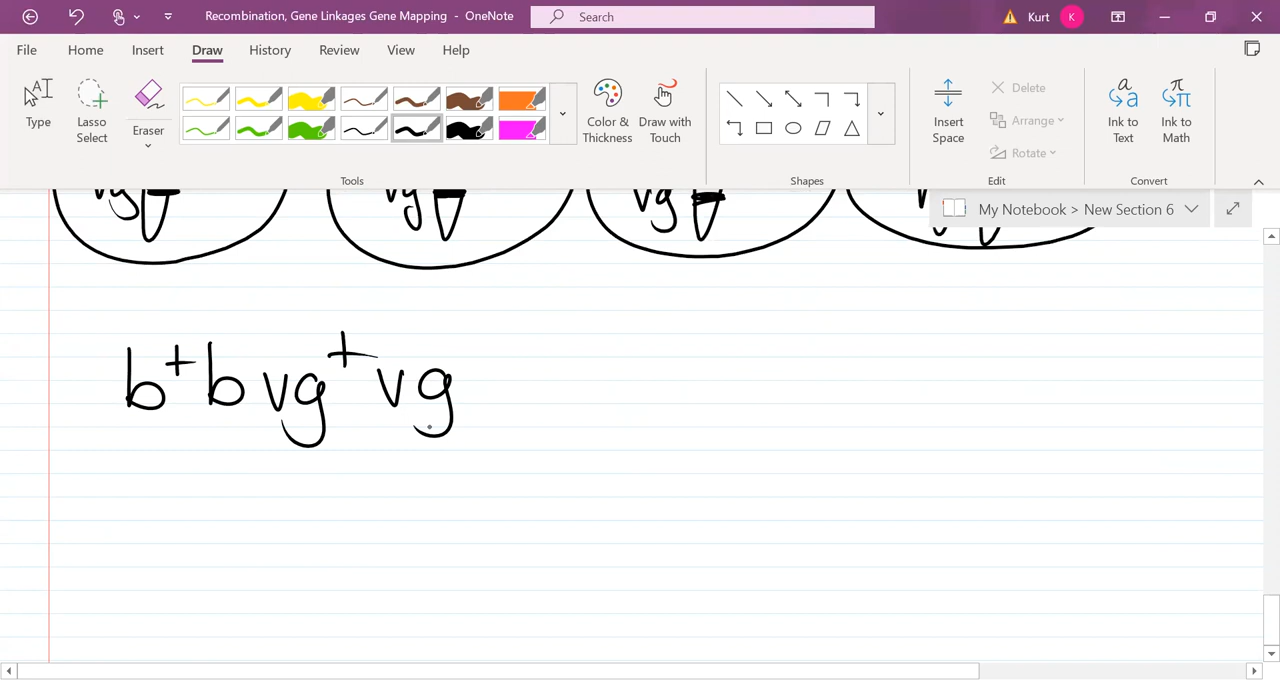 Recombination, Gene Linkages Gene Mapping - OneNote
Search
Kurt
K
File Home Insert Draw History Review View Help
Type
Lasso Select
Eraser
Color & Thickness
Draw with Touch
Insert Space
Delete
Arrange
Rotate
a
a
Ink to Text
π
π
Ink to Math
Tools Shapes Edit Convert
My Notebook > New Section 6
vg vg vg
b+ b vg+ vg